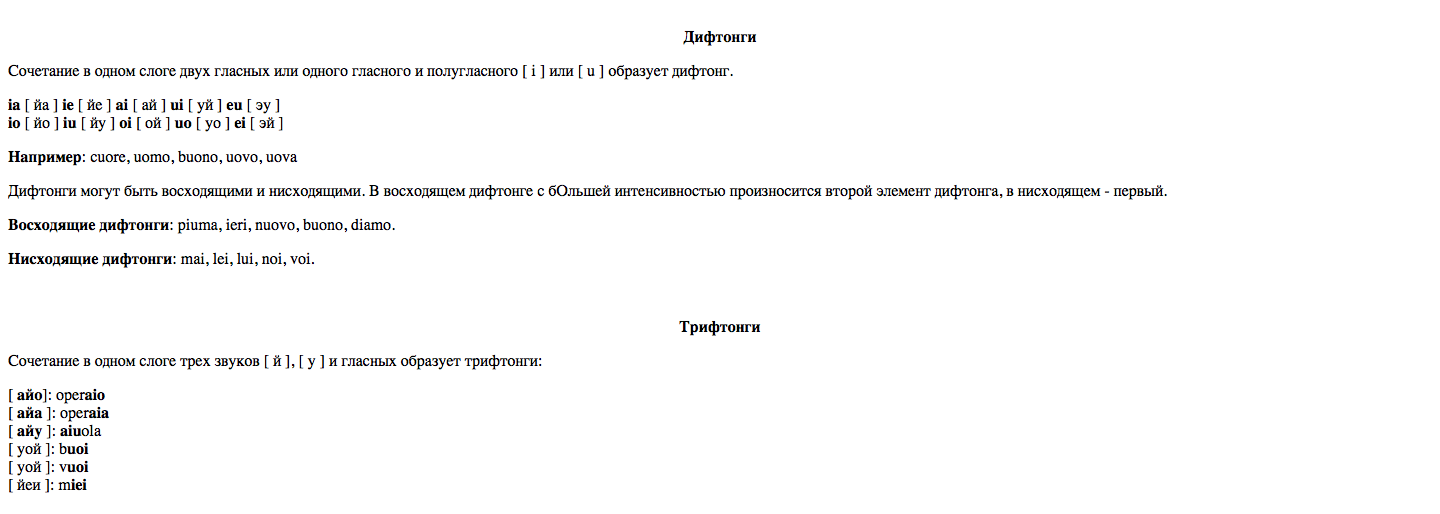 Дифтонги
Сочетание в одном слоге двух гласных или одного гласного и полугласного [ i ] или [ u ] образует дифтонг.
ia [ йа ] ie [ йе ] ai [ ай ] ui [ уй ] eu [ эу ]
io [ йо ] iu [ йу ] oi [ ой ] uo [ уо ] ei [ эй ]
Например: cuore, uomo, buono, uovo, uova
Дифтонги могут быть восходящими и нисходящими. В восходящем дифтонге с бОльшей интенсивностью произносится второй элемент дифтонга, в нисходящем - первый.
Восходящие дифтонги: piuma, ieri, nuovo, buono, diamo.
Нисходящие дифтонги: mai, lei, lui, noi, voi.
Трифтонги
Сочетание в одном слоге трех звуков [ й ], [ у ] и гласных образует трифтонги:
[ айо]: operaio
[ айа ]: operaia
[ айу ]: aiuola
[ уой ]: buoi
[ уой ]: vuoi
[ йеи ]: miei